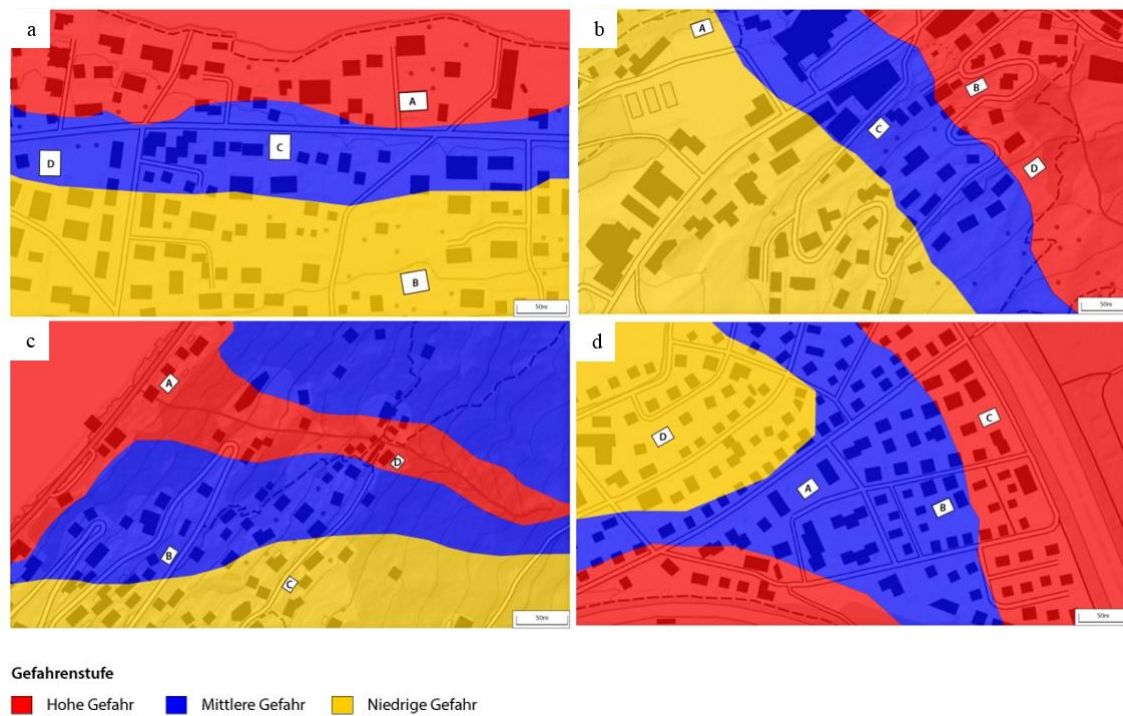 a
A
C
D
B
50m
b
A
B
C
D
50m
c
A
D
B
C
50m
d
D
C
A
B
50m
Gefahrenstufe
Hohe Gefahr
Mittlere Gefahr
Niedrige Gefahr